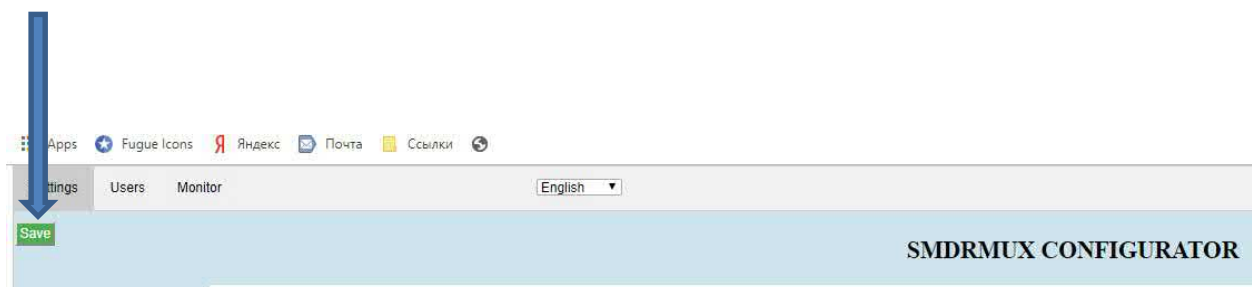 Apps Fugue Icons Яндекс Почта Ссылки
ttings Users Monitor English
Save
SMDRMUX CONFIGURATOR